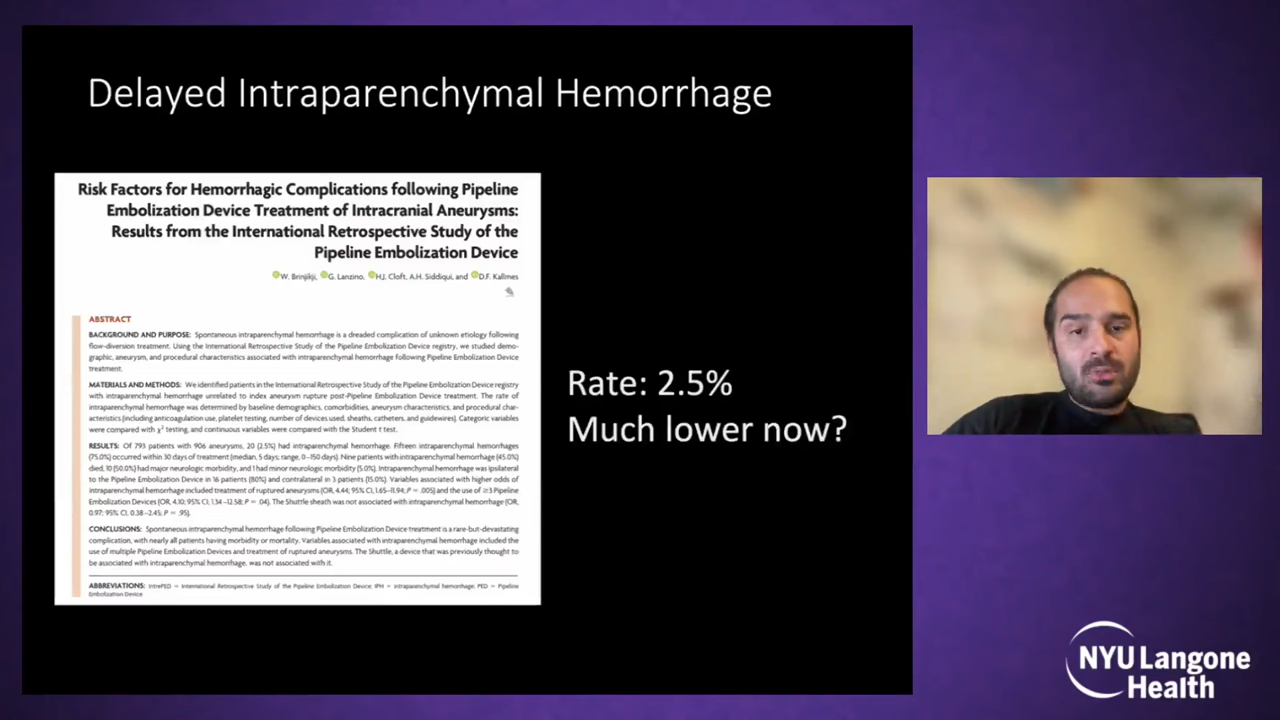 Delayed Intraparenchymal Hemorrhage
Risk Factors for Hemorrhagic Complications following Pipeline
Embolization Device Treatment of Intracranial Aneurysms:
Results from the International Retrospective Study of the
Pipeline Embolization Device
W. Brinjikji, G. Lanzino, H.J. Cloft, A.H. Siddiqui, and D.F. Kallmes
ABSTRACT
BACKGROUND AND PURPOSE: Spontaneous intraparenchymal hemorrhage is a dreaded complication of unknown etiology following
flow-diversion treatment. Using the International Retrospective Study of the Pipeline Embolization Device registry, we studied demo-
graphic, aneurysm, and procedural characteristics associated with intraparenchymal hemorrhage following Pipeline Embolization Device
treatment.
MATERIALS AND METHODS: We identified patients in the International Retrospective Study of the Pipeline Embolization Device registry
with intraparenchymal hemorrhage unrelated to index aneurysm rupture post-Pipeline Embolization Device treatment. The rate of
intraparenchymal hemorrhage was determined by baseline demographics, comorbidities, aneurysm characteristics, and procedural char-
acteristics (including anticoagulation use, platelet testing, number of devices used, sheaths, catheters, and guidewires). Categoric variables
were compared with χ² testing, and continuous variables were compared with the Student t test.
RESULTS: Of 793 patients with 906 aneurysms, 20 (2.5%) had intraparenchymal hemorrhage. Fifteen intraparenchymal hemorrhages
(75.0%) occurred within 30 days of treatment (median, 5 days; range, 0–150 days). Nine patients with intraparenchymal hemorrhage (45.0%)
died, 10 (50.0%) had major neurologic morbidity, and 1 had minor neurologic morbidity (5.0%). Intraparenchymal hemorrhage was ipsilateral
to the Pipeline Embolization Device in 16 patients (80%) and contralateral in 3 patients (15.0%). Variables associated with higher odds of
intraparenchymal hemorrhage included treatment of ruptured aneurysms (OR, 4.44; 95% CI, 1.65–11.94; P = .005) and the use of ≥3 Pipeline
Embolization Devices (OR, 4.10; 95% CI, 1.34–12.58; P = .04). The Shuttle sheath was not associated with intraparenchymal hemorrhage (OR,
0.97; 95% CI, 0.38–2.45; P = .95).
CONCLUSIONS: Spontaneous intraparenchymal hemorrhage following Pipeline Embolization Device treatment is a rare-but-devastating
complication, with nearly all patients having morbidity or mortality. Variables associated with intraparenchymal hemorrhage included the
use of multiple Pipeline Embolization Devices and treatment of ruptured aneurysms. The Shuttle, a device that was previously thought to
be associated with intraparenchymal hemorrhage, was not associated with it.
ABBREVIATIONS: IntrePED = International Retrospective Study of the Pipeline Embolization Device; IPH = intraparenchymal hemorrhage; PED = Pipeline
Embolization Device
Rate: 2.5%
Much lower now?
NYU Langone
Health